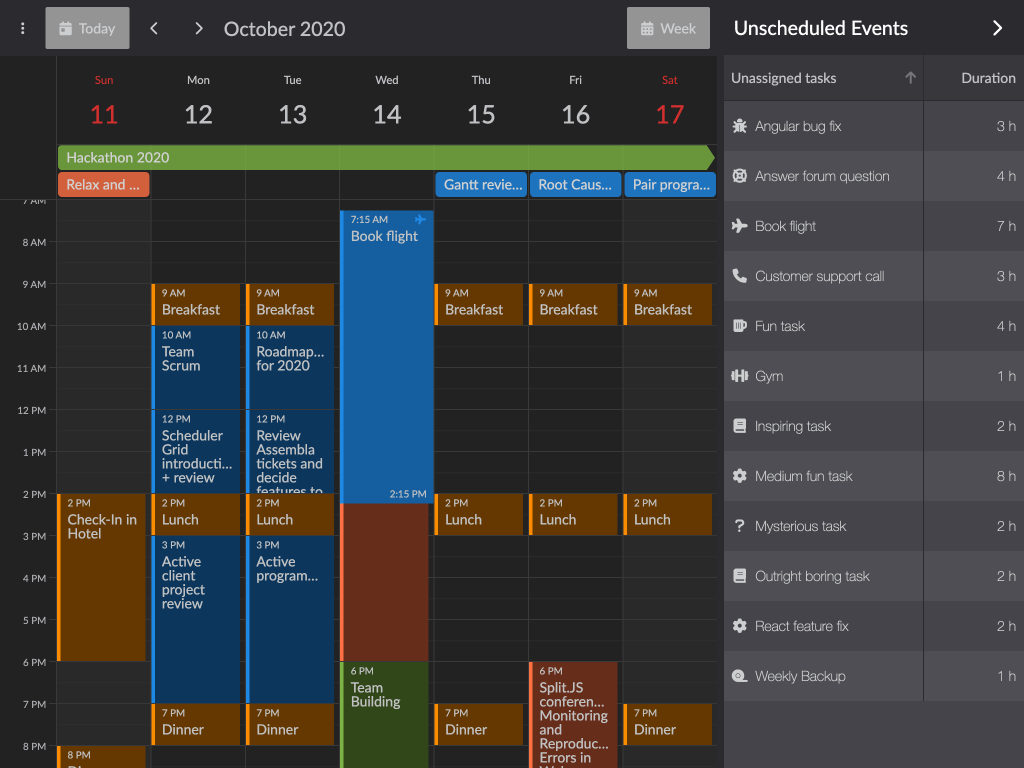 Today
October 2020
Week
Unscheduled Events
Sun
Mon
Tue
Wed
Thu
Fri
Sat
11
12
13
14
15
16
17
Hackathon 2020
Relax and ...
Gantt revie...
Root Caus...
Pair progra...
7 AM
8 AM
9 AM
10 AM
11 AM
12 PM
1 PM
2 PM
3 PM
4 PM
5 PM
6 PM
7 PM
8 PM
2 PM
Check-In in
Hotel
8 PM
9 AM
Breakfast
10 AM
Team
Scrum
12 PM
Scheduler
Grid
introducti...
+ review
2 PM
Lunch
3 PM
Active
client
project
review
7 PM
Dinner
9 AM
Breakfast
10 AM
Roadmap...
for 2020
12 PM
Review
Assembla
tickets and
decide
features to
2 PM
Lunch
3 PM
Active
program...
7 PM
Dinner
7:15 AM
Book flight
2:15 PM
6 PM
Team
Building
9 AM
Breakfast
2 PM
Lunch
7 PM
Dinner
9 AM
Breakfast
2 PM
Lunch
6 PM
Split.JS
conferen...
Monitoring
and
Reproduc...
Errors in
9 AM
Breakfast
2 PM
Lunch
7 PM
Dinner
Unassigned tasks Duration
Angular bug fix 3 h
Answer forum question 4 h
Book flight 7 h
Customer support call 3 h
Fun task 4 h
Gym 1 h
Inspiring task 2 h
Medium fun task 8 h
Mysterious task 2 h
Outright boring task 2 h
React feature fix 2 h
Weekly Backup 1 h